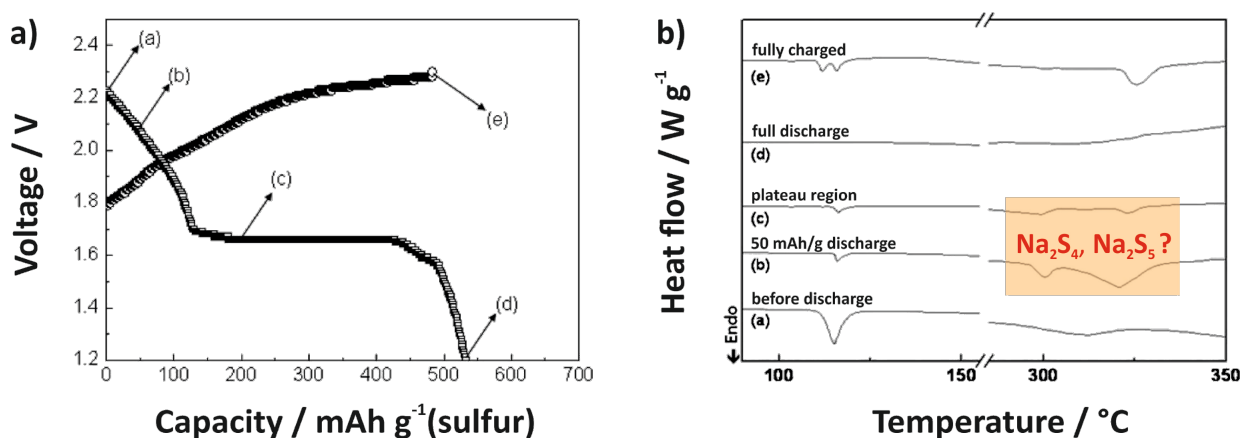 a)
Voltage / V
2.4
2.2
2.0
1.8
1.6
1.4
1.2
(a)
(b)
(c)
(d)
(e)
0 100 200 300 400 500 600 700
Capacity / mAh g⁻¹(sulfur)
b)
Heat flow / W g⁻¹
fully charged
(e)
full discharge
(d)
plateau region
(c)
50 mAh/g discharge
(b)
before discharge
(a)
Na₂S₄, Na₂S₅ ?
Endo
100 150 300 350
Temperature / °C